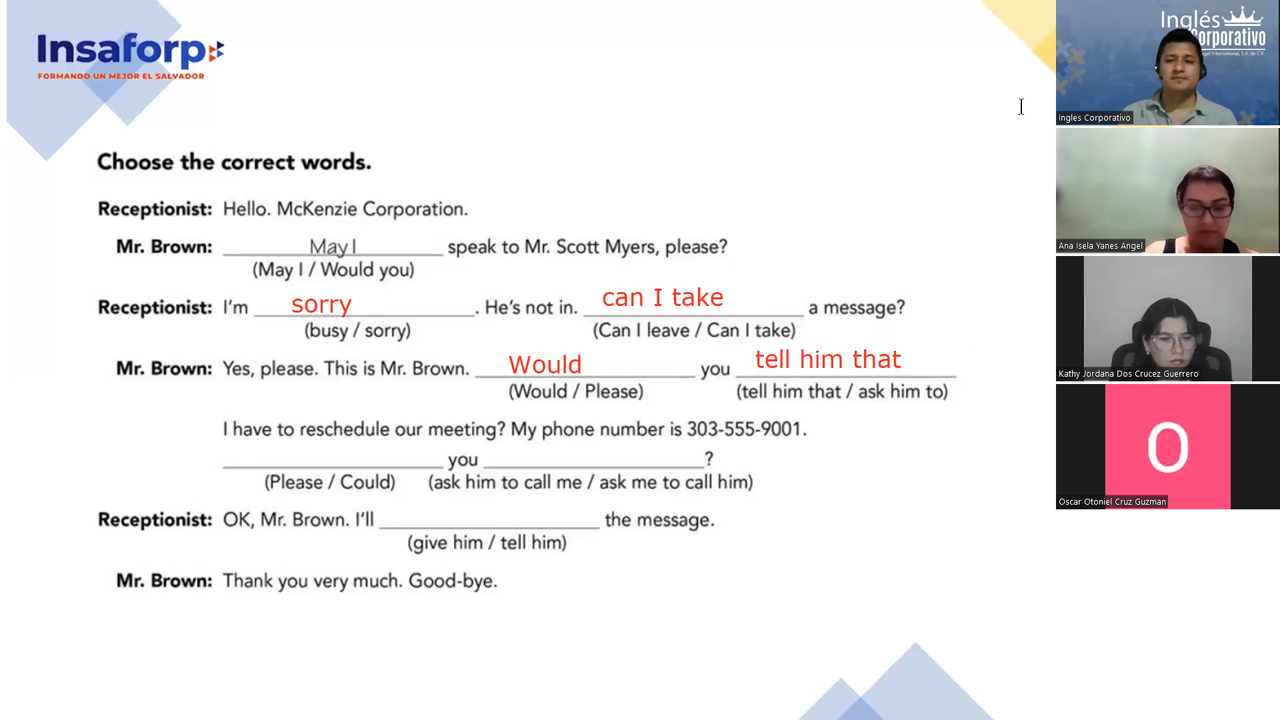 Insaforp
FORMANDO UN MEJOR EL SALVADOR
Choose the correct words.
Receptionist: Hello. McKenzie Corporation.
Mr. Brown: May I speak to Mr. Scott Myers, please?
(May I / Would you)
Receptionist: I'm sorry. He's not in. can I take a message?
(busy / sorry) (Can I leave / Can I take)
Mr. Brown: Yes, please. This is Mr. Brown. Would you tell him that
(Would / Please) (tell him that / ask him to)
I have to reschedule our meeting? My phone number is 303-555-9001.
you ?
(Please / Could) (ask him to call me / ask me to call him)
Receptionist: OK, Mr. Brown. I'll the message.
(give him / tell him)
Mr. Brown: Thank you very much. Good-bye.
Inglés
Corporativo
Ingles Corporativo
Ana Isela Yanes Angel
Kathy Jordana Dos Crucez Guerrero
O
Oscar Otoniel Cruz Guzman